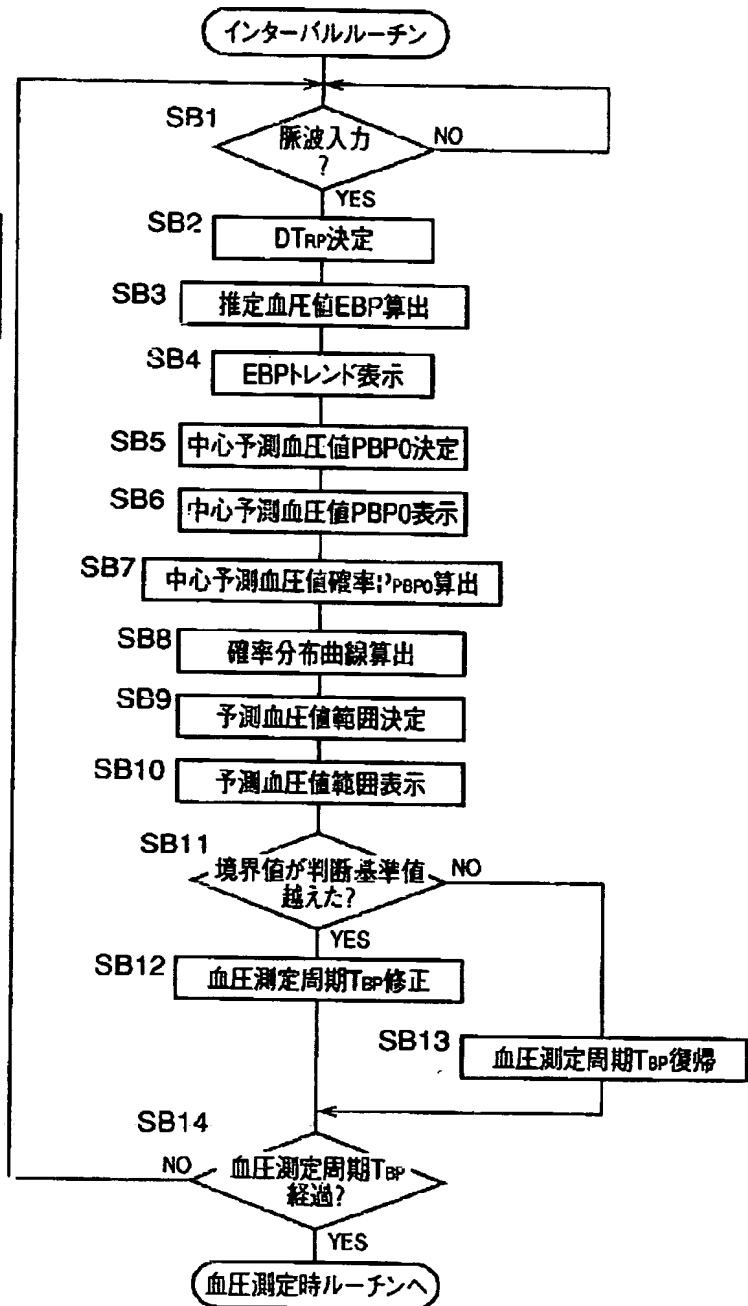 インターバルルーチン
SB1
脈波入力
?
NO
YES
SB2
DTRP決定
SB3
推定血圧値EBP算出
SB4
EBPトレンド表示
SB5
中心予測血圧値PBP0決定
SB6
中心予測血圧値PBP0表示
SB7
中心予測血圧値確率PPBP0算出
SB8
確率分布曲線算出
SB9
予測血圧値範囲決定
SB10
予測血圧値範囲表示
SB11
境界値が判断基準値
越えた?
NO
YES
SB12
血圧測定周期TBP修正
SB13
血圧測定周期TBP復帰
SB14
NO
血圧測定周期TBP
経過?
YES
血圧測定時ルーチンへ